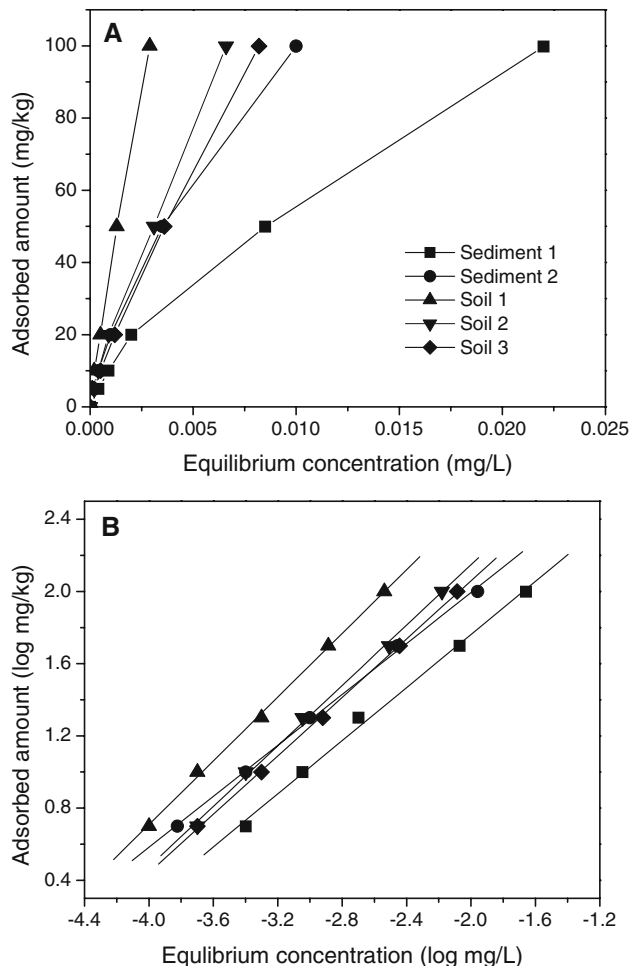 A
100
80
60
40
20
0
Adsorbed amount (mg/kg)
Sediment 1
Sediment 2
Soil 1
Soil 2
Soil 3
0.000 0.005 0.010 0.015 0.020 0.025
Equilibrium concentration (mg/L)
B
2.4
2.0
1.6
1.2
0.8
0.4
Adsorbed amount (log mg/kg)
-4.4 -4.0 -3.6 -3.2 -2.8 -2.4 -2.0 -1.6 -1.2
Equlibrium concentration (log mg/L)